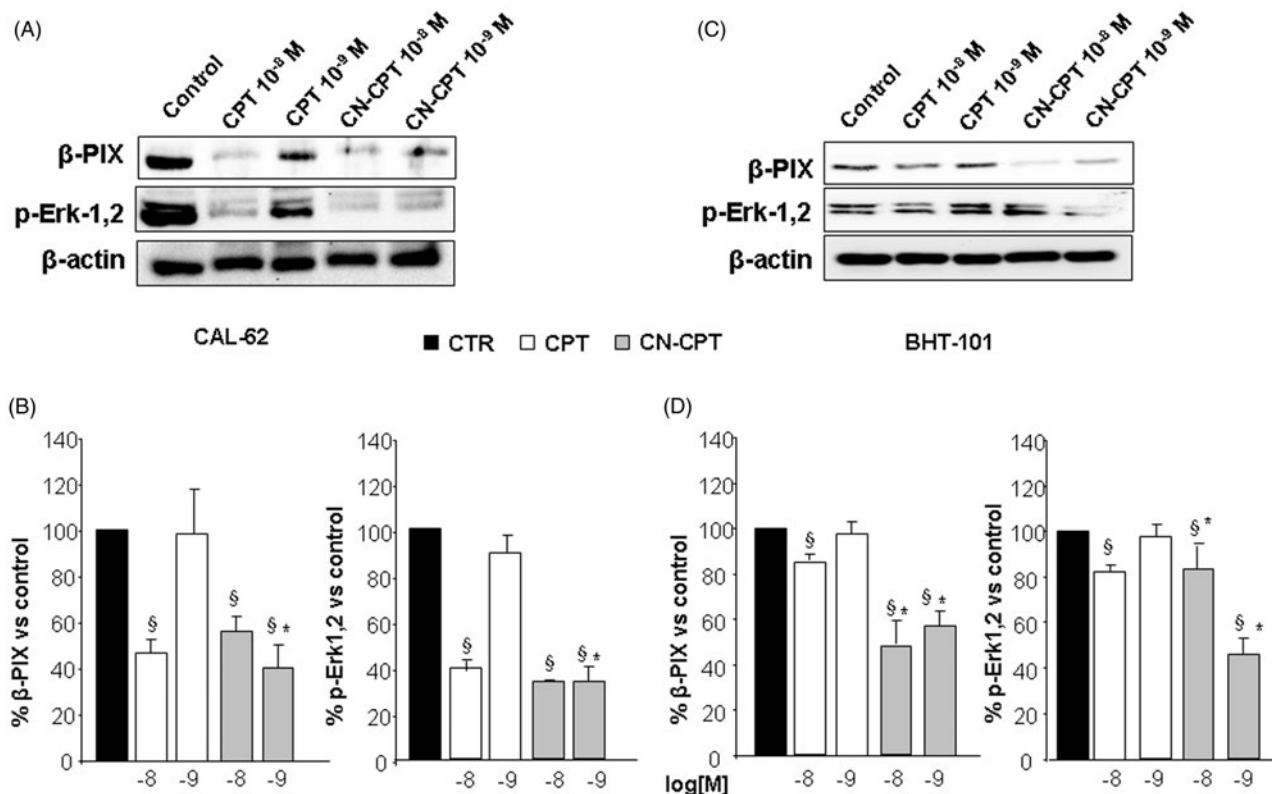 (A)
Control CPT 10⁻⁸ M CPT 10⁻⁹ M CN-CPT 10⁻⁸ M CN-CPT 10⁻⁹ M
β-PIX
p-Erk-1,2
β-actin
CAL-62
(C)
Control CPT 10⁻⁸ M CPT 10⁻⁹ M CN-CPT 10⁻⁸ M CN-CPT 10⁻⁹ M
β-PIX
p-Erk-1,2
β-actin
BHT-101
CTR CPT CN-CPT
(B)
% β-PIX vs control
140
120
100
80
60
40
20
0
§ § § *
-8 -9 -8 -9
% p-Erk1,2 vs control
140
120
100
80
60
40
20
0
§ § § *
-8 -9 -8 -9
(D)
% β-PIX vs control
140
120
100
80
60
40
20
0
§ § * § *
log[M] -8 -9 -8 -9
% p-Erk1,2 vs control
140
120
100
80
60
40
20
0
§ § * § *
-8 -9 -8 -9